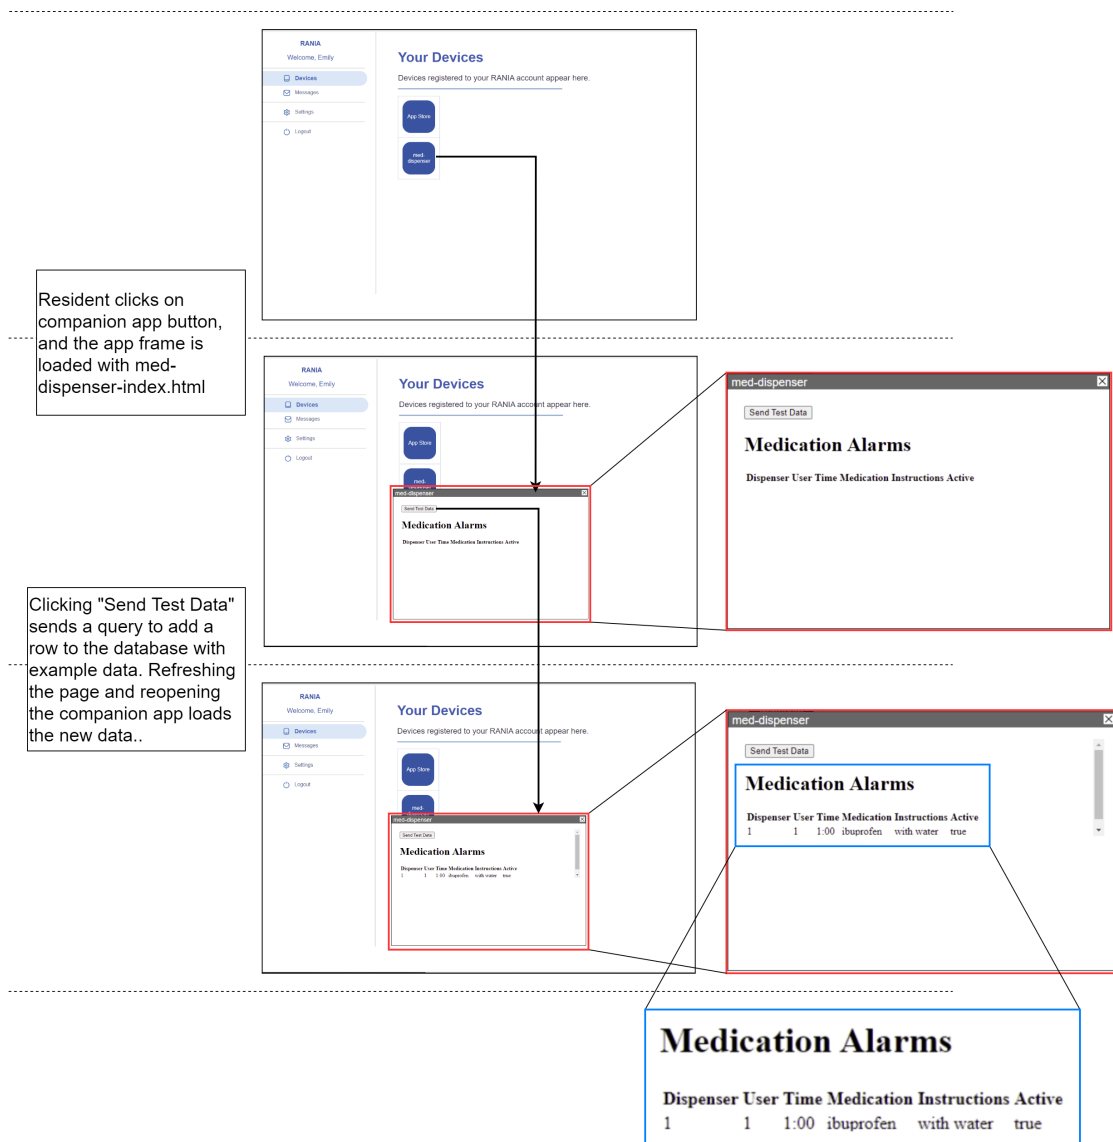 RANIA
Welcome, Emily
Devices
Messages
Settings
Logout
Your Devices
Devices registered to your RANIA account appear here.
App Store
med-
dispenser
Resident clicks on
companion app button,
and the app frame is
loaded with med-
dispenser-index.html
RANIA
Welcome, Emily
Devices
Messages
Settings
Logout
Your Devices
Devices registered to your RANIA account appear here.
App Store
med-
med-dispenser
Send Test Data
Medication Alarms
Dispenser User Time Medication Instructions Active
med-dispenser
Send Test Data
Medication Alarms
Dispenser User Time Medication Instructions Active
Clicking "Send Test Data"
sends a query to add a
row to the database with
example data. Refreshing
the page and reopening
the companion app loads
the new data..
RANIA
Welcome, Emily
Devices
Messages
Settings
Logout
Your Devices
Devices registered to your RANIA account appear here.
App Store
med-
med-dispenser
Send Test Data
Medication Alarms
Dispenser User Time Medication Instructions Active
1 1 1:00 ibuprofen with water true
med-dispenser
Send Test Data
Medication Alarms
Dispenser User Time Medication Instructions Active
1 1 1:00 ibuprofen with water true
Medication Alarms
Dispenser User Time Medication Instructions Active
1 1 1:00 ibuprofen with water true